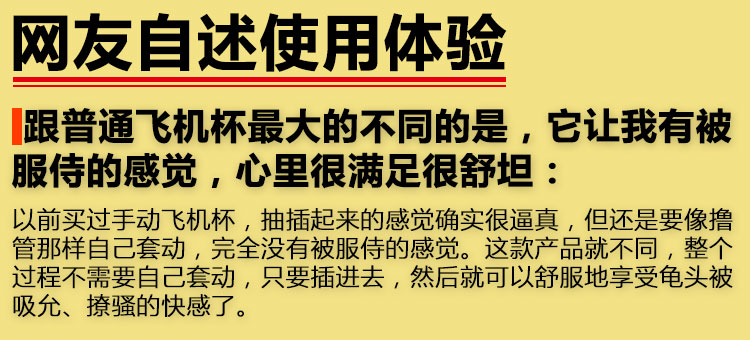 网友自述使用体验
跟普通飞机杯最大的不同的是，它让我有被
服侍的感觉，心里很满足很舒坦：
以前买过手动飞机杯，抽插起来的感觉确实很逼真，但还是要像撸
管那样自己套动，完全没有被服侍的感觉。这款产品就不同，整个
过程不需要自己套动，只要插进去，然后就可以舒服地享受龟头被
吸允、撩骚的快感了。